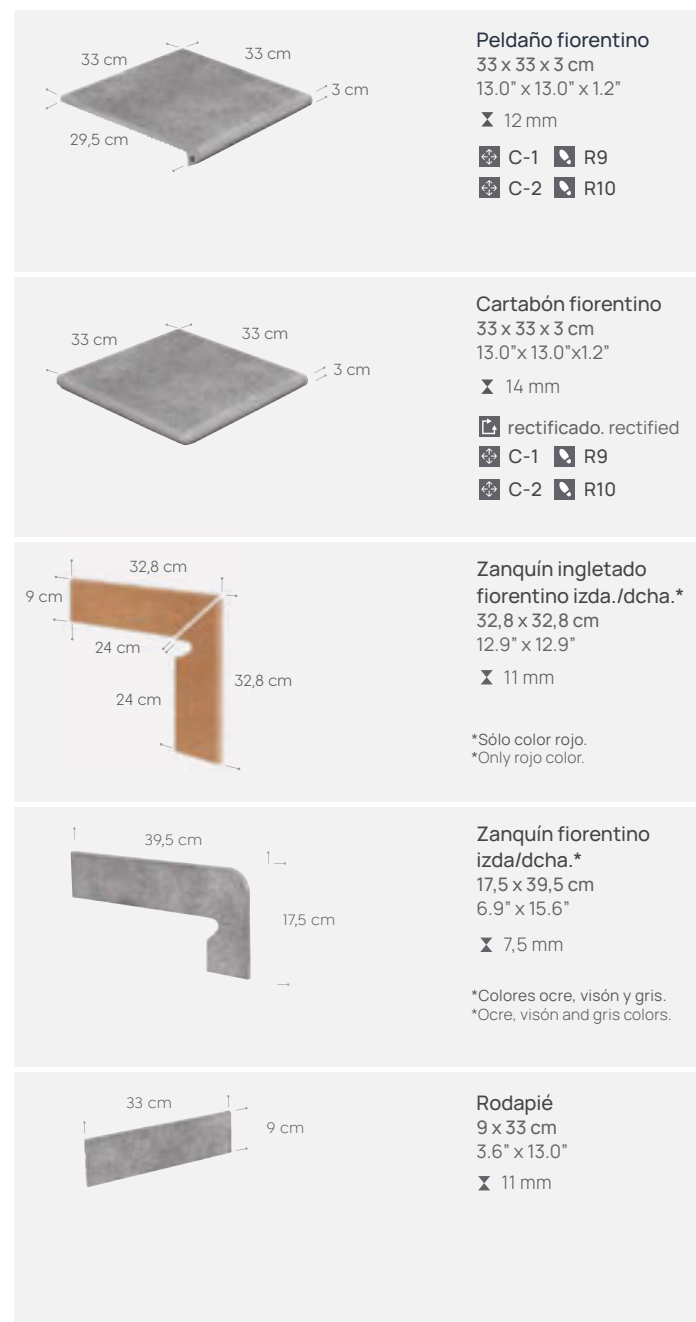 33 cm
33 cm
3 cm
29,5 cm
Peldaño fiorentino
33 x 33 x 3 cm
13.0” x 13.0” x 1.2”
12 mm
C-1 R9
C-2 R10
33 cm
33 cm
3 cm
Cartabón fiorentino
33 x 33 x 3 cm
13.0”x 13.0”x1.2”
14 mm
rectificado. rectified
C-1 R9
C-2 R10
32,8 cm
9 cm
24 cm
24 cm
32,8 cm
Zanquín ingletado
fiorentino izda./dcha.*
32,8 x 32,8 cm
12.9” x 12.9”
11 mm
*Sólo color rojo.
*Only rojo color.
39,5 cm
17,5 cm
Zanquín fiorentino
izda/dcha.*
17,5 x 39,5 cm
6.9” x 15.6”
7,5 mm
*Colores ocre, visón y gris.
*Ocre, visón and gris colors.
33 cm
9 cm
Rodapié
9 x 33 cm
3.6” x 13.0”
11 mm